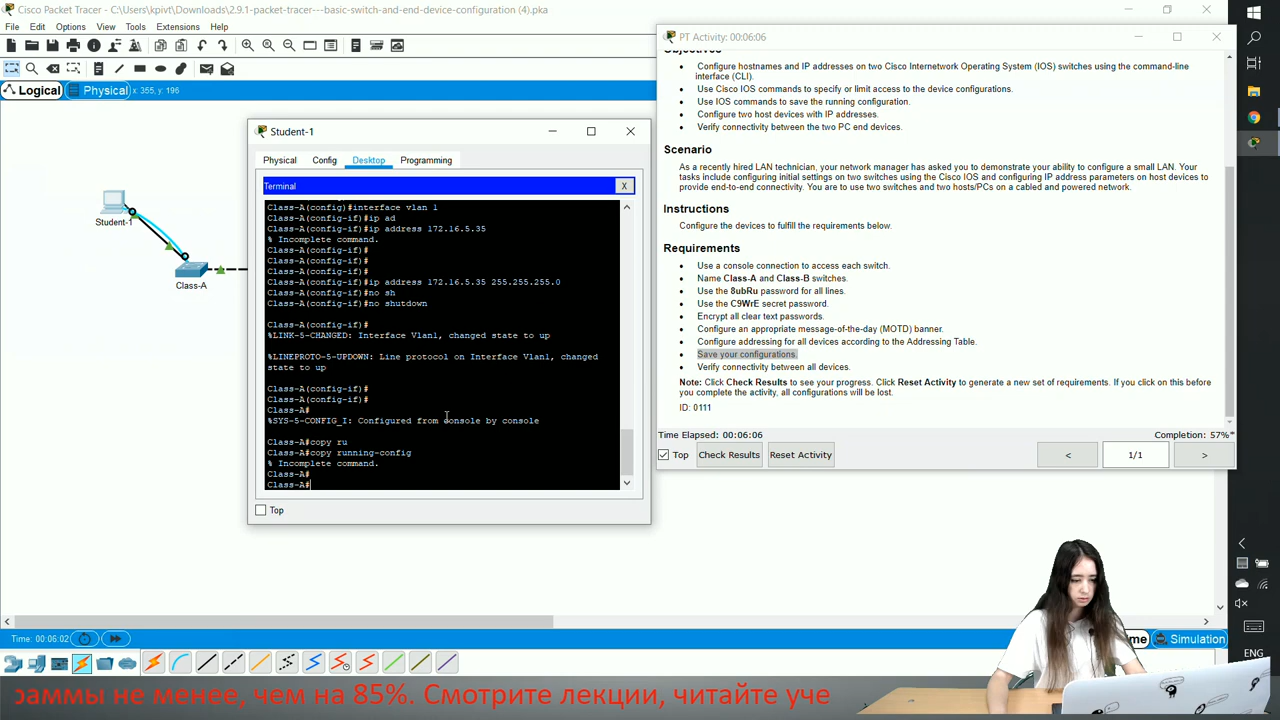 Cisco Packet Tracer - C:\Users\kpivt\Downloads\2.9.1-packet-tracer---basic-switch-and-end-device-configuration (4).pka
File Edit Options View Tools Extensions Help
Logical Physical x: 355, y: 196
Student-1
Class-A
Student-1
Physical Config Desktop Programming
Terminal X
Class-A(config)#interface vlan 1
Class-A(config-if)#ip ad
Class-A(config-if)#ip address 172.16.5.35
% Incomplete command.
Class-A(config-if)#
Class-A(config-if)#
Class-A(config-if)#
Class-A(config-if)#ip address 172.16.5.35 255.255.255.0
Class-A(config-if)#no sh
Class-A(config-if)#no shutdown
Class-A(config-if)#
%LINK-5-CHANGED: Interface Vlan1, changed state to up
%LINEPROTO-5-UPDOWN: Line protocol on Interface Vlan1, changed
state to up
Class-A(config-if)#
Class-A(config-if)#
Class-A#
%SYS-5-CONFIG_I: Configured from console by console
Class-A#copy ru
Class-A#copy running-config
% Incomplete command.
Class-A#
Class-A#
Top
PT Activity: 00:06:06
Objectives
Configure hostnames and IP addresses on two Cisco Internetwork Operating System (IOS) switches using the command-line
interface (CLI).
Use Cisco IOS commands to specify or limit access to the device configurations.
Use IOS commands to save the running configuration.
Configure two host devices with IP addresses.
Verify connectivity between the two PC end devices.
Scenario
As a recently hired LAN technician, your network manager has asked you to demonstrate your ability to configure a small LAN. Your
tasks include configuring initial settings on two switches using the Cisco IOS and configuring IP address parameters on host devices to
provide end-to-end connectivity. You are to use two switches and two hosts/PCs on a cabled and powered network.
Instructions
Configure the devices to fulfill the requirements below.
Requirements
Use a console connection to access each switch.
Name Class-A and Class-B switches.
Use the 8ubRu password for all lines.
Use the C9WrE secret password.
Encrypt all clear text passwords.
Configure an appropriate message-of-the-day (MOTD) banner.
Configure addressing for all devices according to the Addressing Table.
Save your configurations.
Verify connectivity between all devices.
Note: Click Check Results to see your progress. Click Reset Activity to generate a new set of requirements. If you click on this before
you complete the activity, all configurations will be lost.
ID: 0111
Time Elapsed: 00:06:06 Completion: 57%*
Top Check Results Reset Activity < 1/1 >
Time: 00:06:02
me Simulation
ENG
раммы не менее, чем на 85%. Смотрите лекции, читайте уче